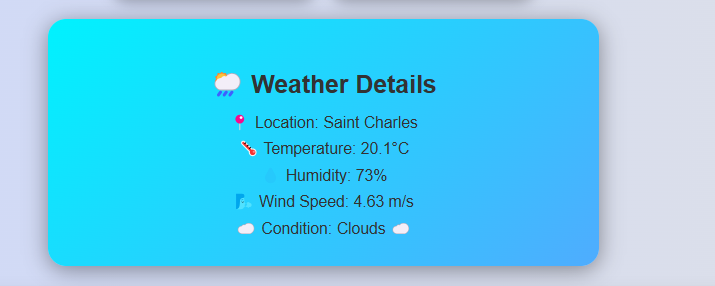 Weather Details
Location: Saint Charles
Temperature: 20.1°C
Humidity: 73%
Wind Speed: 4.63 m/s
Condition: Clouds